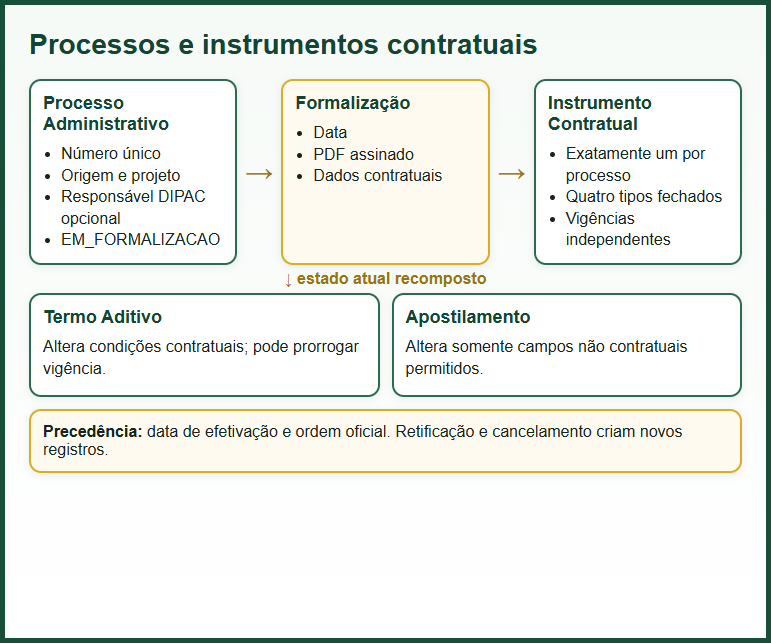 Processos e instrumentos contratuais
Processo
Administrativo
• Número único
• Origem e projeto
• Responsável DIPAC
opcional
• EM_FORMALIZACAO
→
Formalização
• Data
• PDF assinado
• Dados contratuais
→
Instrumento
Contratual
• Exatamente um por
processo
• Quatro tipos fechados
• Vigências
independentes
↓ estado atual recomposto
Termo Aditivo
Altera condições contratuais; pode prorrogar
vigência.
Apostilamento
Altera somente campos não contratuais
permitidos.
Precedência: data de efetivação e ordem oficial. Retificação e cancelamento criam novos
registros.